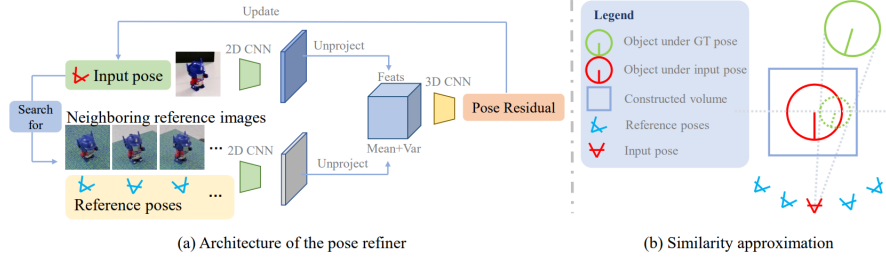 Update
Input pose
2D CNN
Unproject
Search
for
Neighboring reference images
...
Reference poses
...
2D CNN
Unproject
Feats
Mean+Var
3D CNN
Pose Residual
(a) Architecture of the pose refiner
Legend
Object under GT pose
Object under input pose
Constructed volume
Reference poses
Input pose
(b) Similarity approximation